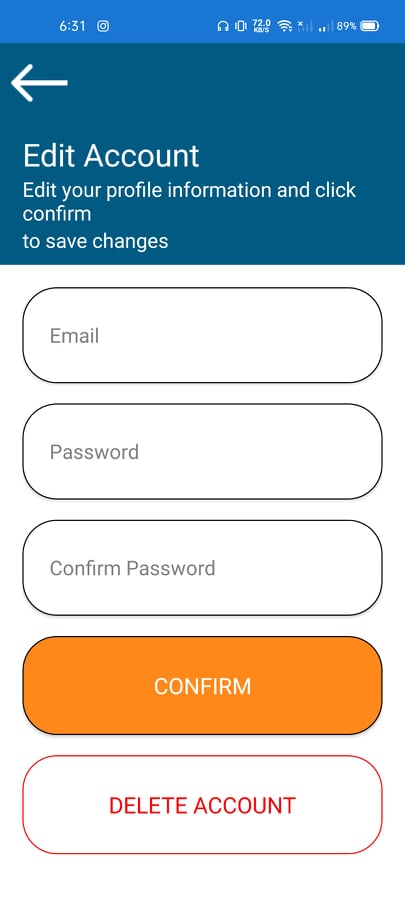 6:31 72.0 KB/S 89%
Edit Account
Edit your profile information and click
confirm
to save changes
Email
Password
Confirm Password
CONFIRM
DELETE ACCOUNT